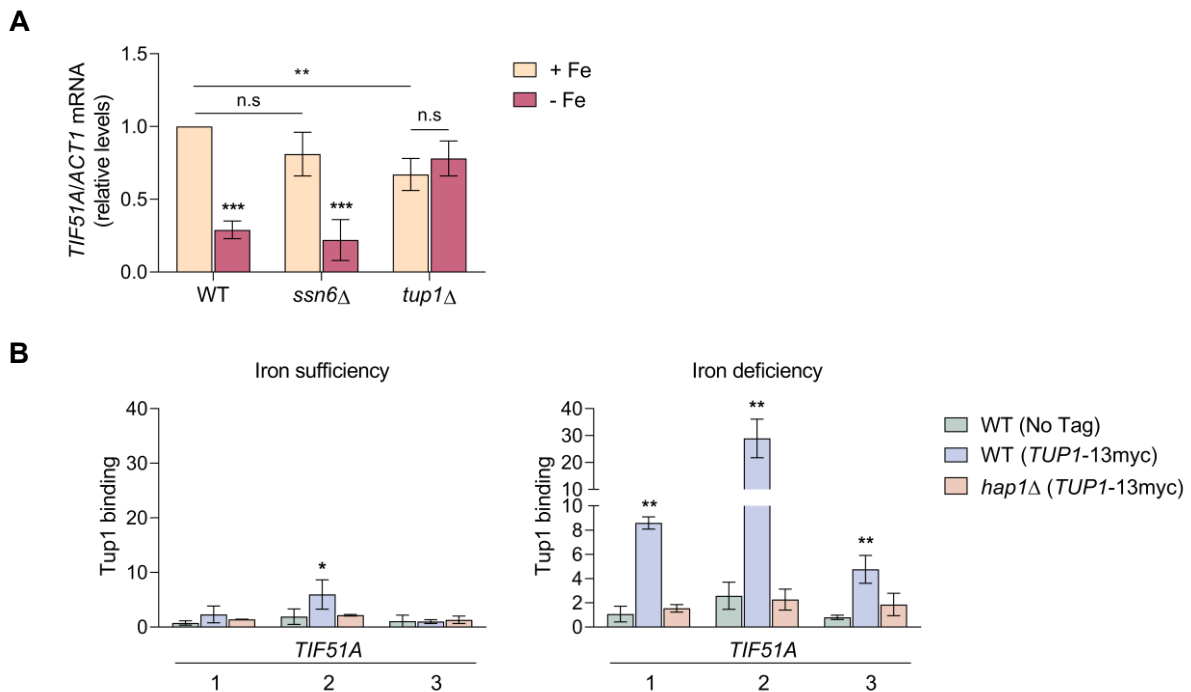 A
TIF51A/ACT1 mRNA
(relative levels)
1.5
1.0
0.5
0.0
**
n.s
n.s
***
***
WT
ssn6Δ
tup1Δ
+ Fe
- Fe
B
Iron sufficiency
Tup1 binding
40
30
20
10
0
*
TIF51A
1 2 3
Iron deficiency
Tup1 binding
40
30
20
10
10
8
6
4
2
0
**
**
**
TIF51A
1 2 3
WT (No Tag)
WT (TUP1-13myc)
hap1Δ (TUP1-13myc)